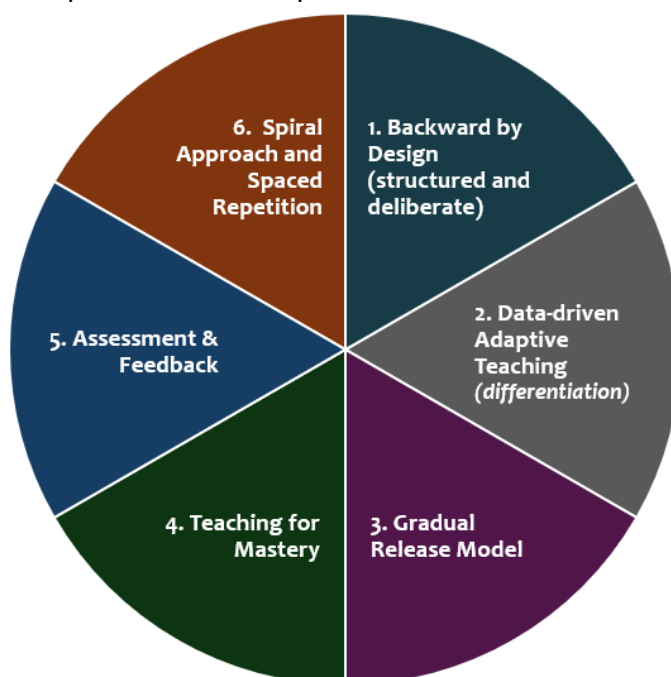 1. Backward by
Design
(structured and
deliberate)
2. Data-driven
Adaptive
Teaching
(differentiation)
3. Gradual
Release Model
4. Teaching for
Mastery
5. Assessment &
Feedback
6. Spiral
Approach and
Spaced
Repetition